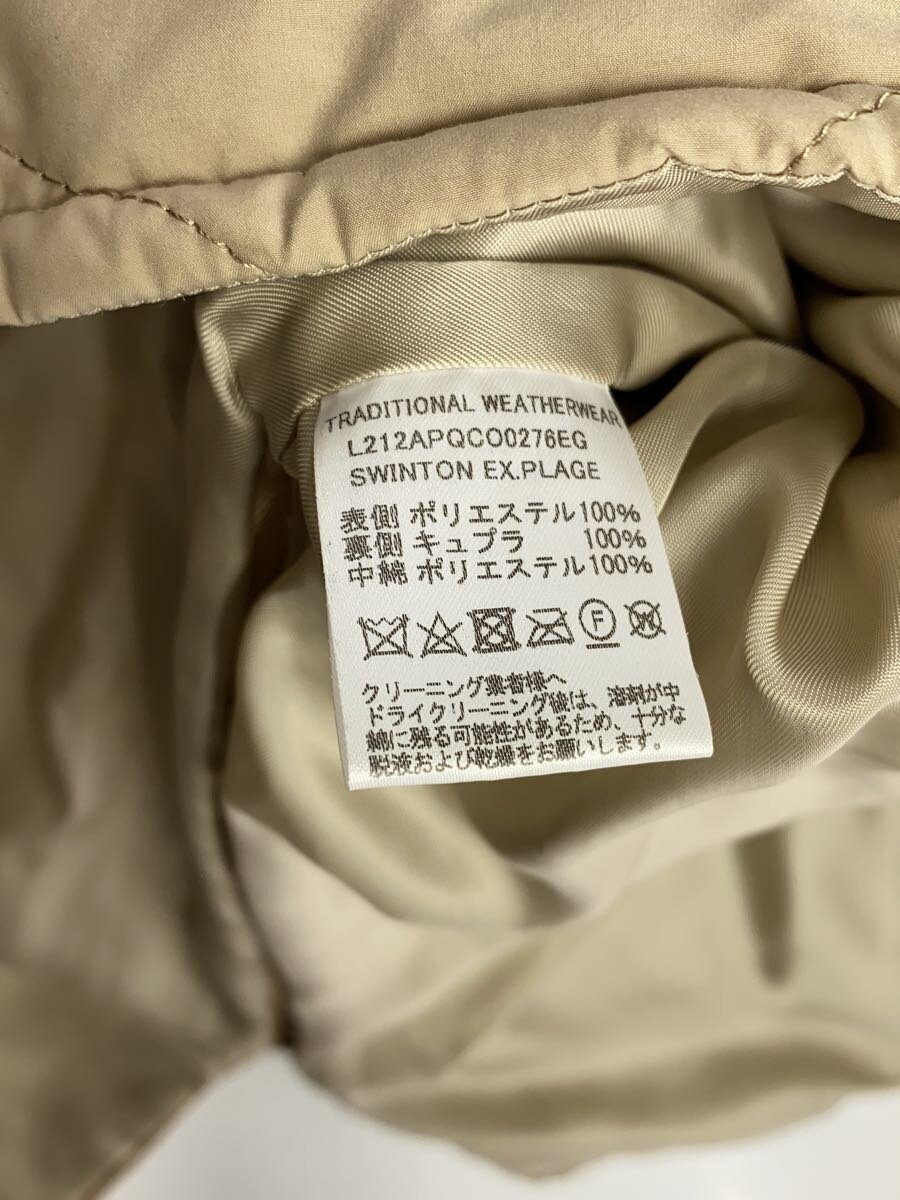 TRADITIONAL WEATHERWEAR
L212APQCO0276EG
SWINTON EX.PLAGE
表側 ポリエステル100%
裏側 キュプラ 100%
中綿 ポリエステル100%
F W
クリーニング業者様へ
ドライクリーニング後は、溶剤が中
綿に残る可能性があるため、十分な
脱液および乾燥をお願いします。